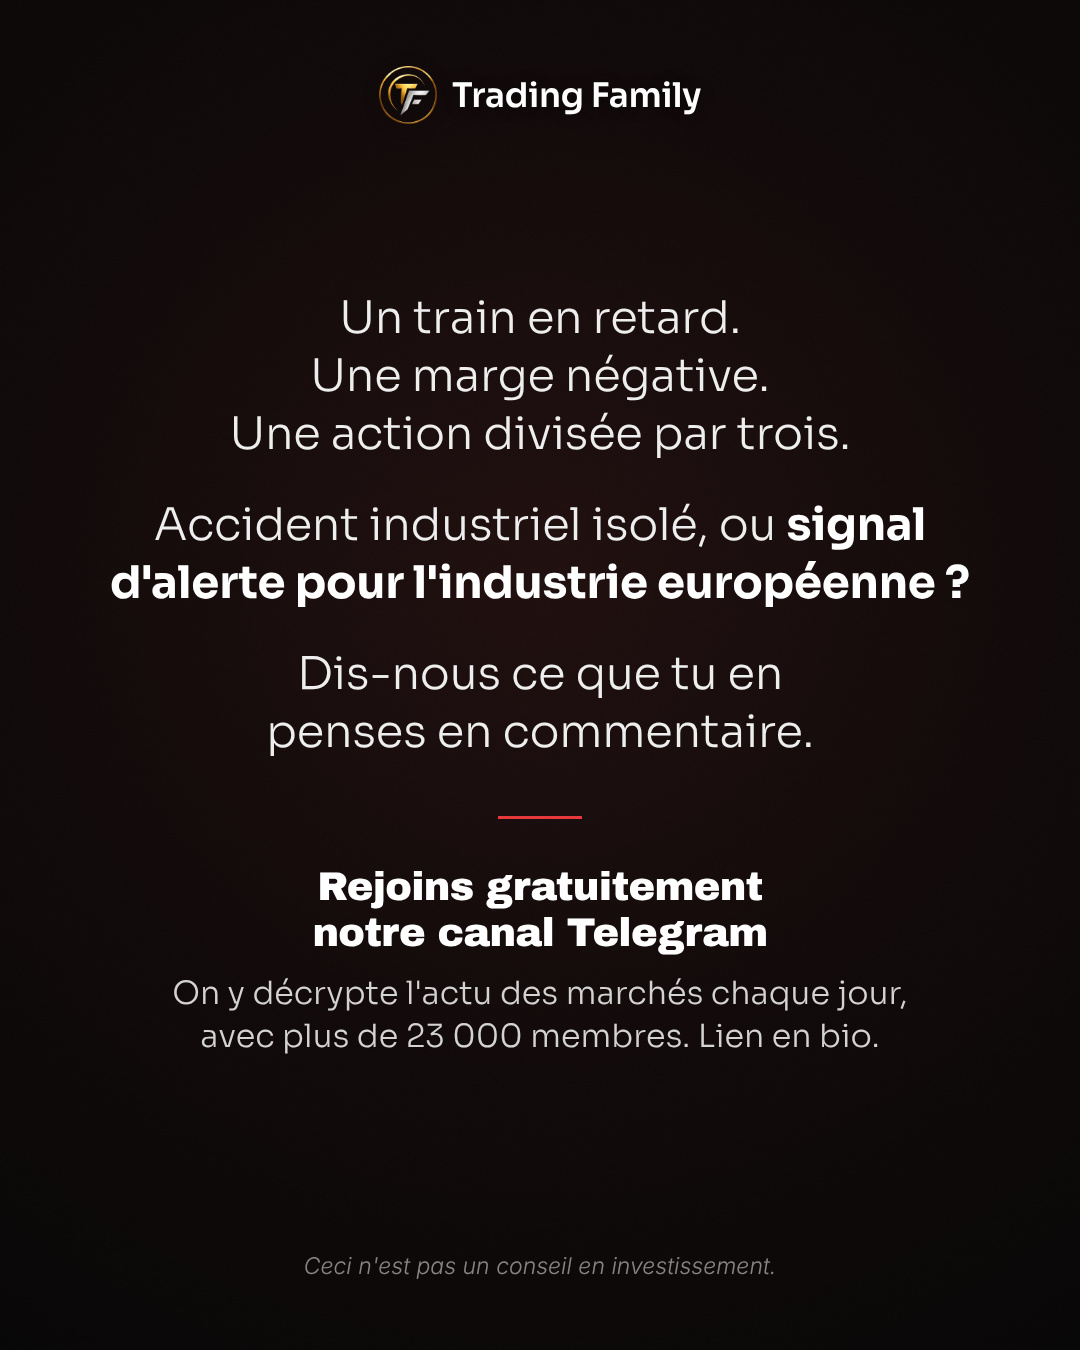 TF Trading Family
Un train en retard.
Une marge négative.
Une action divisée par trois.
Accident industriel isolé, ou signal
d'alerte pour l'industrie européenne ?
Dis-nous ce que tu en
penses en commentaire.
Rejoins gratuitement
notre canal Telegram
On y décrypte l'actu des marchés chaque jour,
avec plus de 23 000 membres. Lien en bio.
Ceci n'est pas un conseil en investissement.